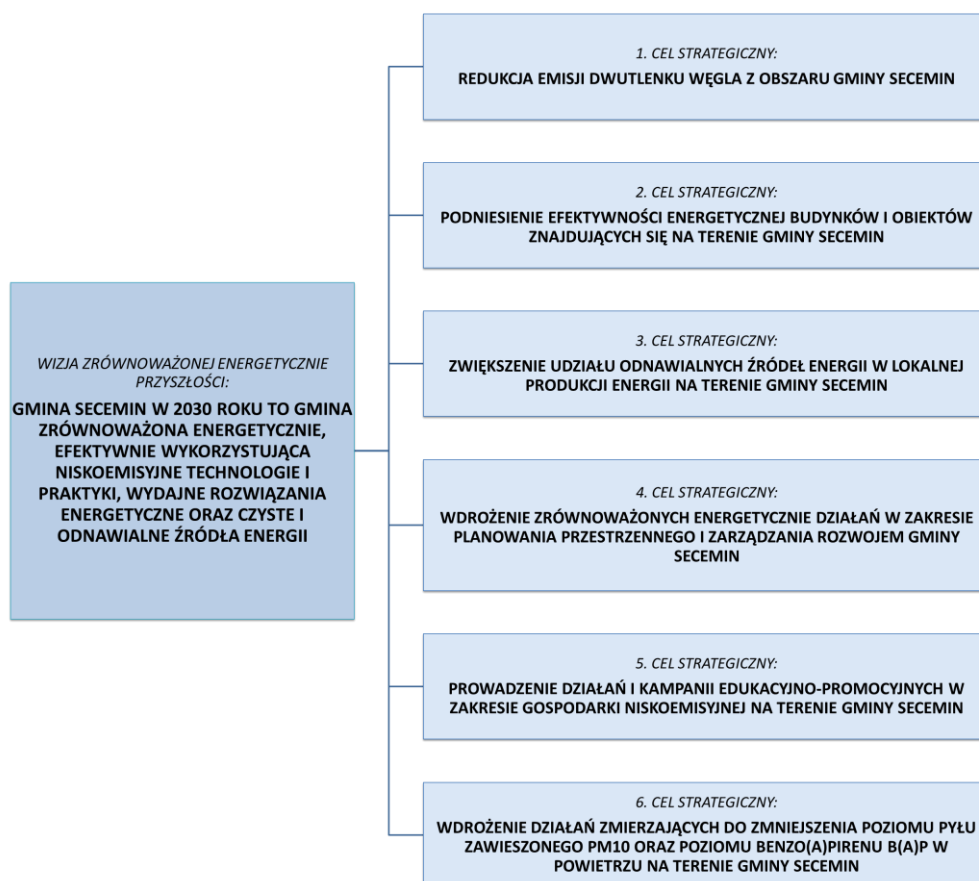 WIZJA ZRÓWNOWAŻONEJ ENERGETYCZNIE
PRZYSZŁOŚCI:
GMINA SECEMIN W 2030 ROKU TO GMINA
ZRÓWNOWAŻONA ENERGETYCZNIE,
EFEKTYWNIE WYKORZYSTUJĄCA
NISKOEMISYJNE TECHNOLOGIE I
PRAKTYKI, WYDAJNE ROZWIĄZANIA
ENERGETYCZNE ORAZ CZYSTE I
ODNAWIALNE ŹRÓDŁA ENERGII
1. CEL STRATEGICZNY:
REDUKCJA EMISJI DWUTLENKU WĘGLA Z OBSZARU GMINY SECEMIN
2. CEL STRATEGICZNY:
PODNIESIENIE EFEKTYWNOŚCI ENERGETYCZNEJ BUDYNKÓW I OBIEKTÓW
ZNAJDUJĄCYCH SIĘ NA TERENIE GMINY SECEMIN
3. CEL STRATEGICZNY:
ZWIĘKSZENIE UDZIAŁU ODNAWIALNYCH ŹRÓDEŁ ENERGII W LOKALNEJ
PRODUKCJI ENERGII NA TERENIE GMINY SECEMIN
4. CEL STRATEGICZNY:
WDROŻENIE ZRÓWNOWAŻONYCH ENERGETYCZNIE DZIAŁAŃ W ZAKRESIE
PLANOWANIA PRZESTRZENNEGO I ZARZĄDZANIA ROZWOJEM GMINY
SECEMIN
5. CEL STRATEGICZNY:
PROWADZENIE DZIAŁAŃ I KAMPANII EDUKACYJNO-PROMOCYJNYCH W
ZAKRESIE GOSPODARKI NISKOEMISYJNEJ NA TERENIE GMINY SECEMIN
6. CEL STRATEGICZNY:
WDROŻENIE DZIAŁAŃ ZMIERZAJĄCYCH DO ZMNIEJSZENIA POZIOMU PYŁU
ZAWIESZONEGO PM10 ORAZ POZIOMU BENZO(A)PIRENU B(A)P W
POWIETRZU NA TERENIE GMINY SECEMIN